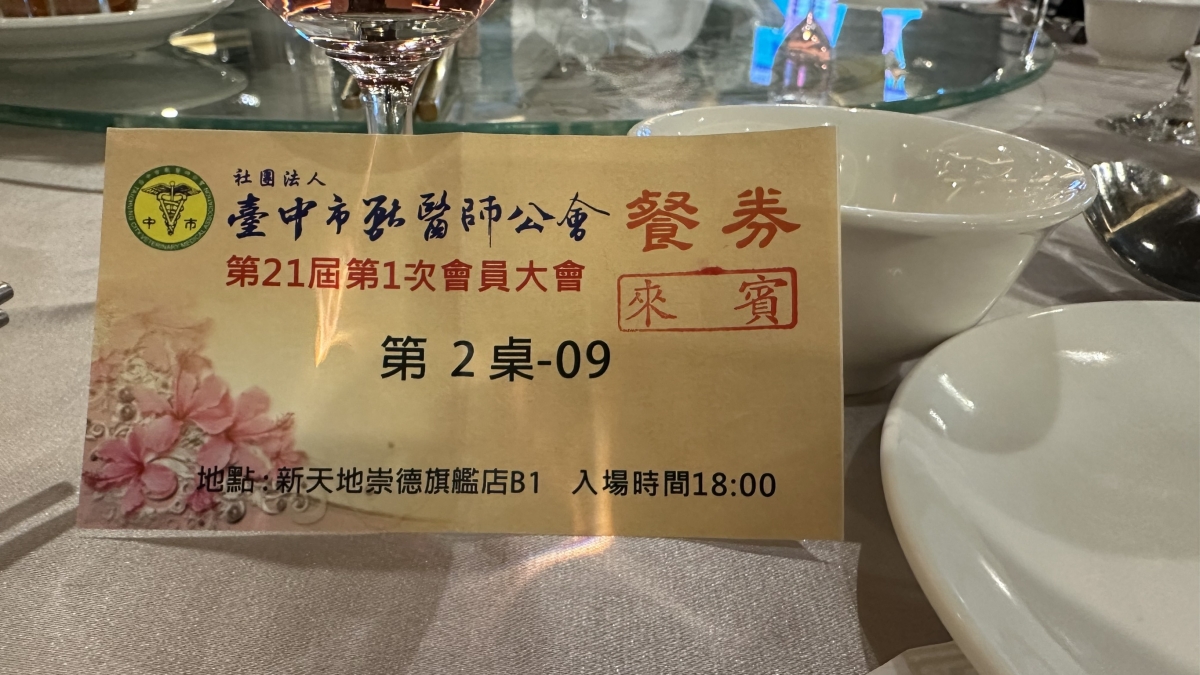 社團法人
臺中市獸醫師公會
餐券
第21屆第1次會員大會
來賓
中市
第 2 桌-09
地點:新天地崇德旗艦店B1 入場時間18:00